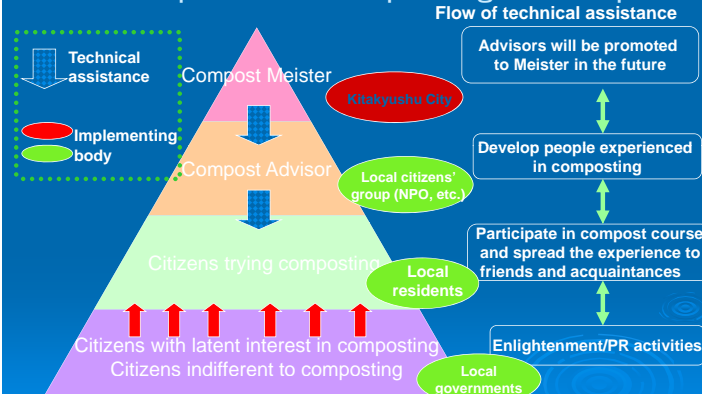 Flow of technical assistance
Technical
assistance
Implementing
body
Compost Meister
Kitakyushu City
Advisors will be promoted
to Meister in the future
Compost Advisor
Local citizens'
group (NPO, etc.)
Develop people experienced
in composting
Citizens trying composting
Local
residents
Participate in compost course
and spread the experience to
friends and acquaintances
Citizens with latent interest in composting
Citizens indifferent to composting
Local
governments
Enlightenment/PR activities